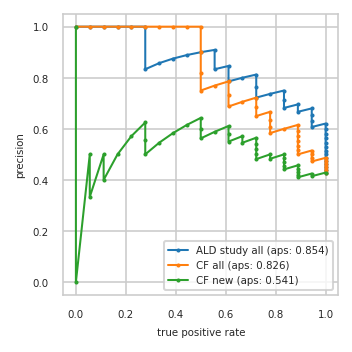 1.0
0.8
0.6
0.4
0.2
0.0
precision
0.0 0.2 0.4 0.6 0.8 1.0
true positive rate
ALD study all (aps: 0.854)
CF all (aps: 0.826)
CF new (aps: 0.541)